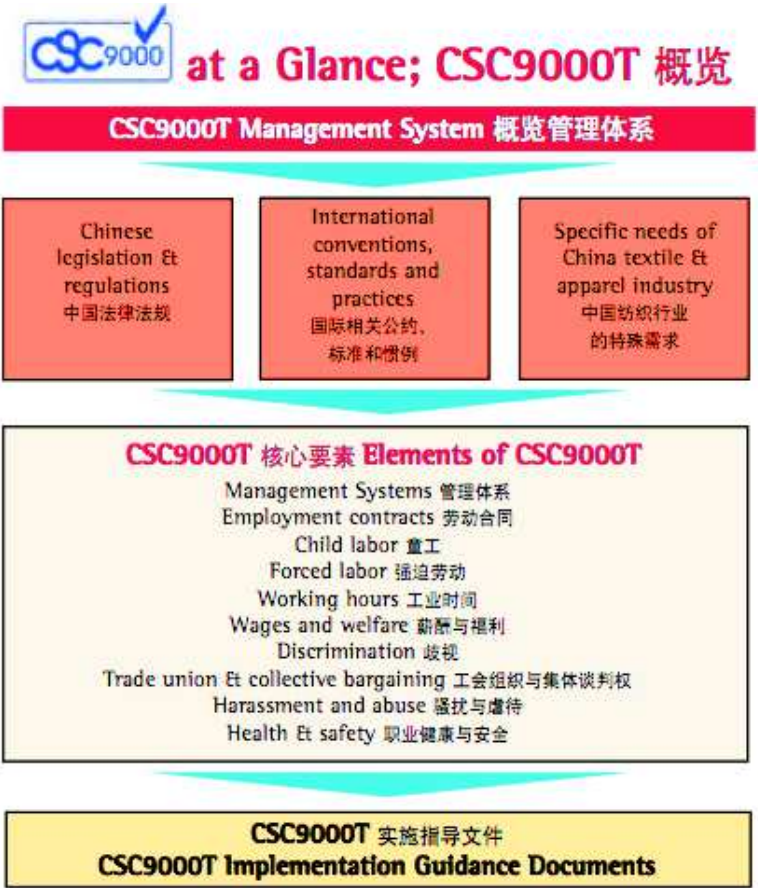 CSC9000 at a Glance; CSC9000T 概览
CSC9000T Management System 概览管理体系
Chinese
legislation &
regulations
中国法律法规
International
conventions,
standards and
practices
国际相关公约、
标准和惯例
Specific needs of
China textile &
apparel industry
中国纺织行业
的特殊需求
CSC9000T 核心要素 Elements of CSC9000T
Management Systems 管理体系
Employment contracts 劳动合同
Child labor 童工
Forced labor 强迫劳动
Working hours 工业时间
Wages and welfare 薪酬与福利
Discrimination 歧视
Trade union & collective bargaining 工会组织与集体谈判权
Harassment and abuse 骚扰与虐待
Health & safety 职业健康与安全
CSC9000T 实施指导文件
CSC9000T Implementation Guidance Documents